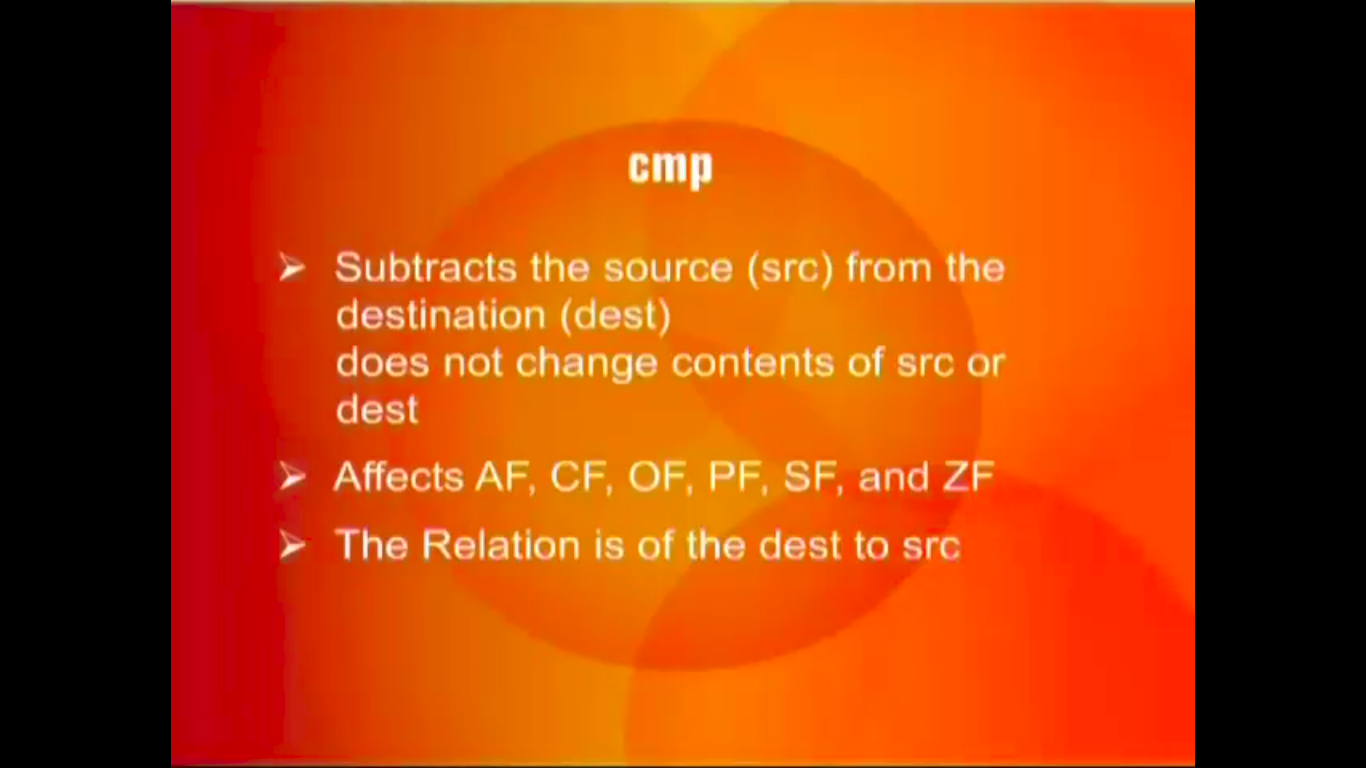 cmp
➢ Subtracts the source (src) from the
destination (dest)
does not change contents of src or
dest
➢ Affects AF, CF, OF, PF, SF, and ZF
➢ The Relation is of the dest to src